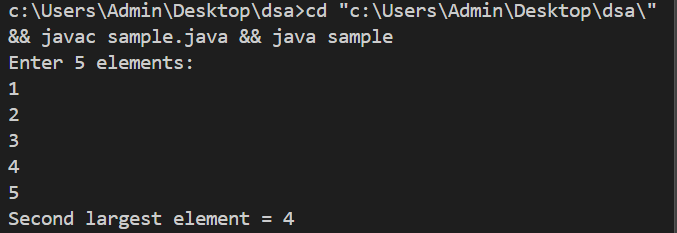 c:\Users\Admin\Desktop\dsa>cd "c:\Users\Admin\Desktop\dsa\"
&& javac sample.java && java sample
Enter 5 elements:
1
2
3
4
5
Second largest element = 4